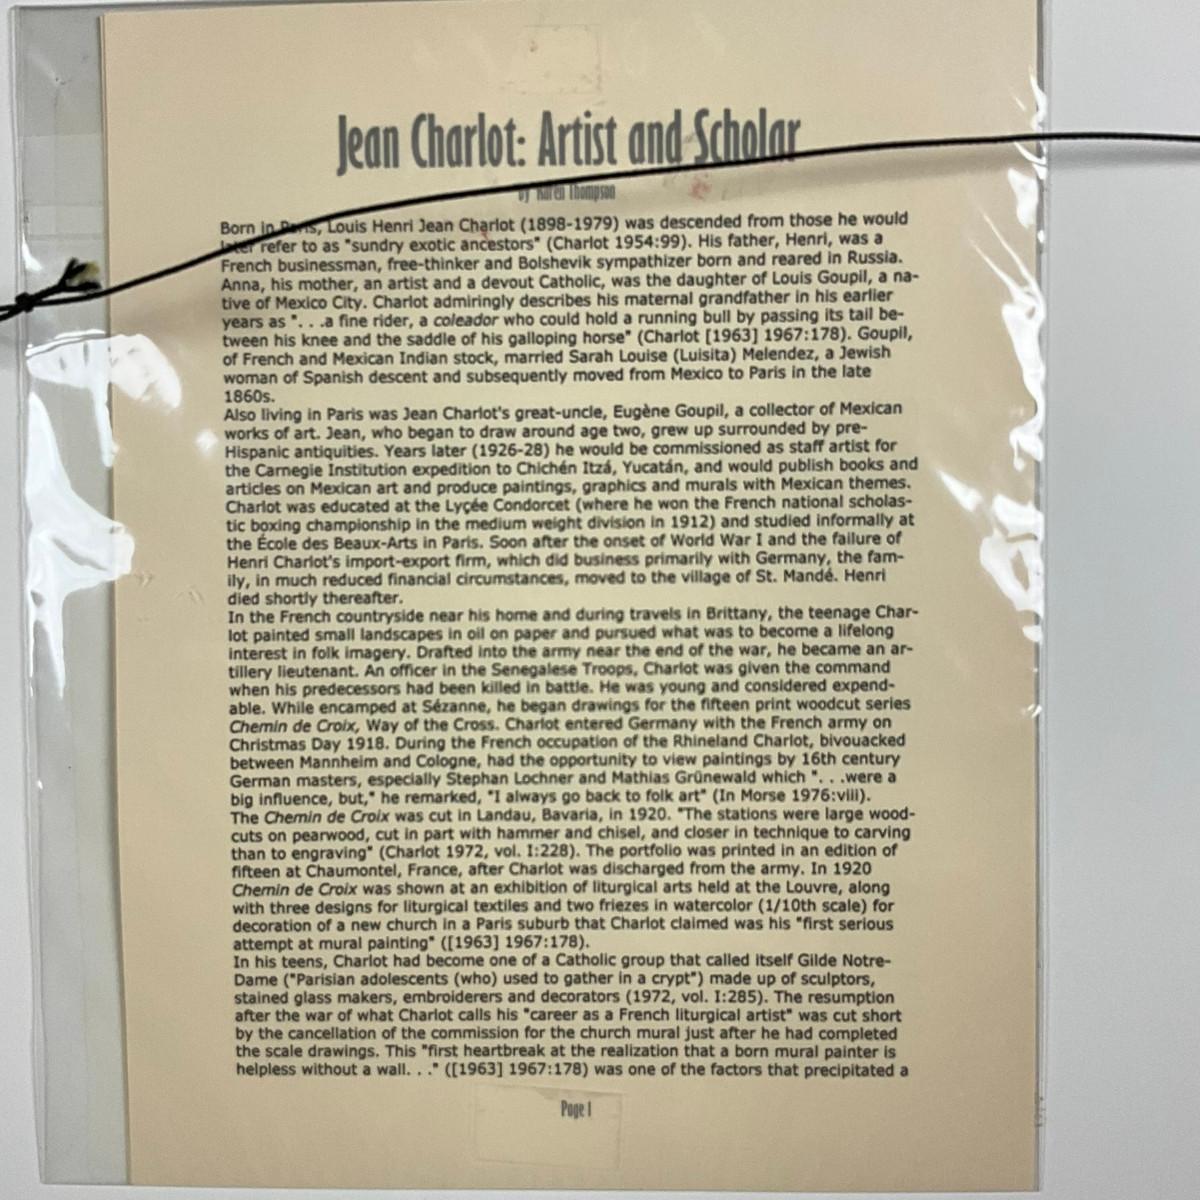 Jean Charlot: Artist and Scholar
by Karen Thompson
Born in Paris, Louis Henri Jean Charlot (1898-1979) was descended from those he would
later refer to as "sundry exotic ancestors" (Charlot 1954:99). His father, Henri, was a
French businessman, free-thinker and Bolshevik sympathizer born and reared in Russia.
Anna, his mother, an artist and a devout Catholic, was the daughter of Louis Goupil, a na-
tive of Mexico City. Charlot admiringly describes his maternal grandfather in his earlier
years as ". . .a fine rider, a coleador who could hold a running bull by passing its tail be-
tween his knee and the saddle of his galloping horse" (Charlot [1963] 1967:178). Goupil,
of French and Mexican Indian stock, married Sarah Louise (Luisita) Melendez, a Jewish
woman of Spanish descent and subsequently moved from Mexico to Paris in the late
1860s.
Also living in Paris was Jean Charlot's great-uncle, Eugène Goupil, a collector of Mexican
works of art. Jean, who began to draw around age two, grew up surrounded by pre-
Hispanic antiquities. Years later (1926-28) he would be commissioned as staff artist for
the Carnegie Institution expedition to Chichén Itzá, Yucatán, and would publish books and
articles on Mexican art and produce paintings, graphics and murals with Mexican themes.
Charlot was educated at the Lyçée Condorcet (where he won the French national scholas-
tic boxing championship in the medium weight division in 1912) and studied informally at
the École des Beaux-Arts in Paris. Soon after the onset of World War I and the failure of
Henri Charlot's import-export firm, which did business primarily with Germany, the fam-
ily, in much reduced financial circumstances, moved to the village of St. Mandé. Henri
died shortly thereafter.
In the French countryside near his home and during travels in Brittany, the teenage Char-
lot painted small landscapes in oil on paper and pursued what was to become a lifelong
interest in folk imagery. Drafted into the army near the end of the war, he became an ar-
tillery lieutenant. An officer in the Senegalese Troops, Charlot was given the command
when his predecessors had been killed in battle. He was young and considered expend-
able. While encamped at Sézanne, he began drawings for the fifteen print woodcut series
Chemin de Croix, Way of the Cross. Charlot entered Germany with the French army on
Christmas Day 1918. During the French occupation of the Rhineland Charlot, bivouacked
between Mannheim and Cologne, had the opportunity to view paintings by 16th century
German masters, especially Stephan Lochner and Mathias Grünewald which ". . .were a
big influence, but," he remarked, "I always go back to folk art" (In Morse 1976:viii).
The Chemin de Croix was cut in Landau, Bavaria, in 1920. "The stations were large wood-
cuts on pearwood, cut in part with hammer and chisel, and closer in technique to carving
than to engraving" (Charlot 1972, vol. I:228). The portfolio was printed in an edition of
fifteen at Chaumontel, France, after Charlot was discharged from the army. In 1920
Chemin de Croix was shown at an exhibition of liturgical arts held at the Louvre, along
with three designs for liturgical textiles and two friezes in watercolor (1/10th scale) for
decoration of a new church in a Paris suburb that Charlot claimed was his "first serious
attempt at mural painting" ([1963] 1967:178).
In his teens, Charlot had become one of a Catholic group that called itself Gilde Notre-
Dame ("Parisian adolescents (who) used to gather in a crypt") made up of sculptors,
stained glass makers, embroiderers and decorators (1972, vol. I:285). The resumption
after the war of what Charlot calls his "career as a French liturgical artist" was cut short
by the cancellation of the commission for the church mural just after he had completed
the scale drawings. This "first heartbreak at the realization that a born mural painter is
helpless without a wall. . ." ([1963] 1967:178) was one of the factors that precipitated a
Page 1